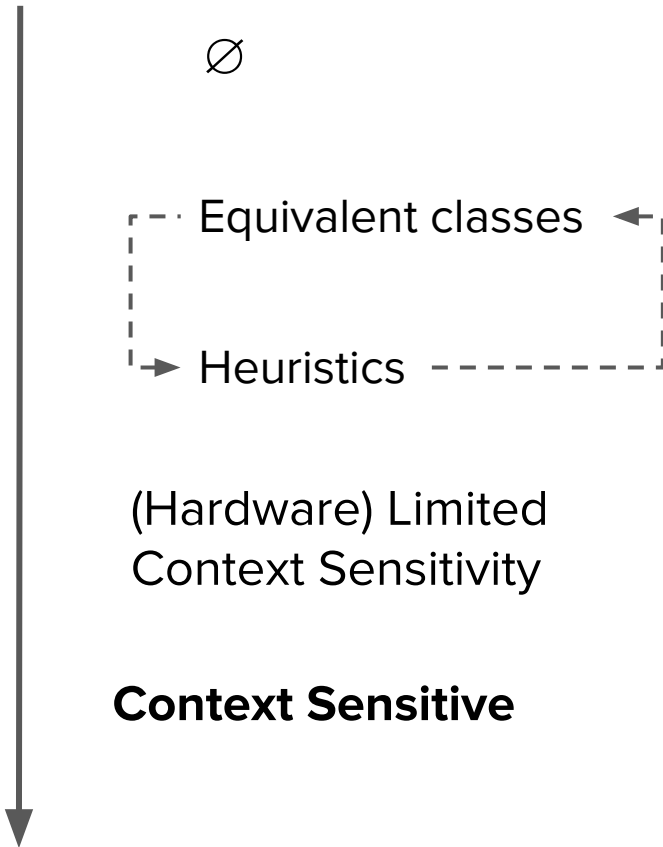 ∅
Equivalent classes
Heuristics
(Hardware) Limited
Context Sensitivity
Context Sensitive